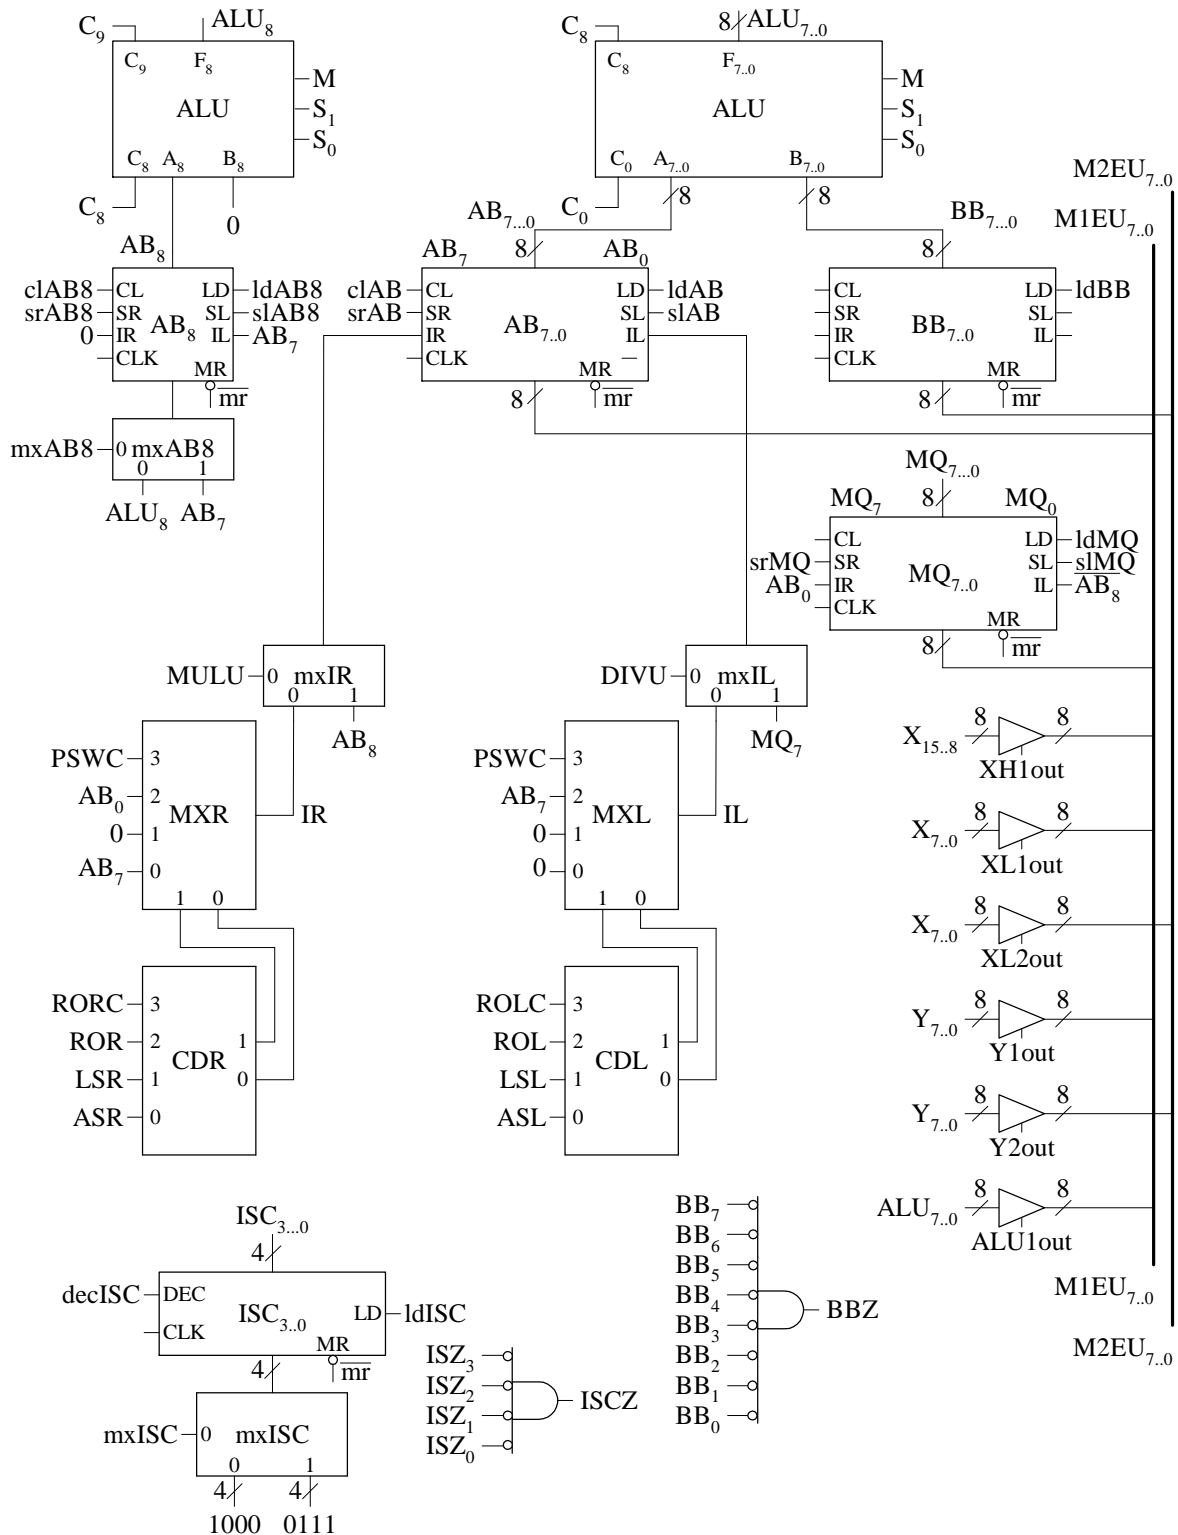 C9 ALU8 C8 8 ALU7..0
C9 F8 C8 F7..0
M M
ALU S1 ALU S1
S0 S0
C8 A8 B8 C0 A7..0 B7..0
M2EU7..0
8 8
C8 0 C0 AB7...0 BB7...0 M1EU7..0
AB8 AB7 8 AB0 8
clAB8 CL LD ldAB8 clAB CL LD ldAB CL LD ldBB
srAB8 SR SL slAB8 srAB SR SL slAB SR SL
AB8 AB7..0 BB7..0
0 IR IL AB7 IR IL IR IL
CLK CLK CLK
MR MR MR
mr 8 mr 8 mr
mxAB8 0 mxAB8
0 1
ALU8 AB7
MQ7...0
MQ7 8 MQ0
CL LD ldMQ
srMQ SR SL slMQ
MQ7..0
AB0 IR IL AB8
CLK
MR
8 mr
MULU 0 mxIR DIVU 0 mxIL
0 1 0 1
AB8 MQ7
8 8
X15..8
XH1out
PSWC 3 PSWC 3
AB0 2 AB7 2
MXR IR MXL IL
0 1 0 1
AB7 0 0 0
1 0 1 0
8 8
X7..0
XL1out
8 8
X7..0
XL2out
RORC 3 ROLC 3
ROR 2 1 ROL 2 1
CDR CDL
LSR 1 0 LSL 1 0
ASR 0 ASL 0
8 8
Y7..0
Y1out
8 8
Y7..0
Y2out
8 8
ALU7..0
ALU1out
ISC3...0
4
decISC DEC
ISC3..0 LD ldISC
CLK
MR
4 mr
mxISC 0 mxISC
0 1
4 4
1000 0111
ISZ3
ISZ2
ISCZ
ISZ1
ISZ0
BB7
BB6
BB5
BB4
BBZ
BB3
BB2
BB1
BB0
M1EU7..0
M2EU7..0